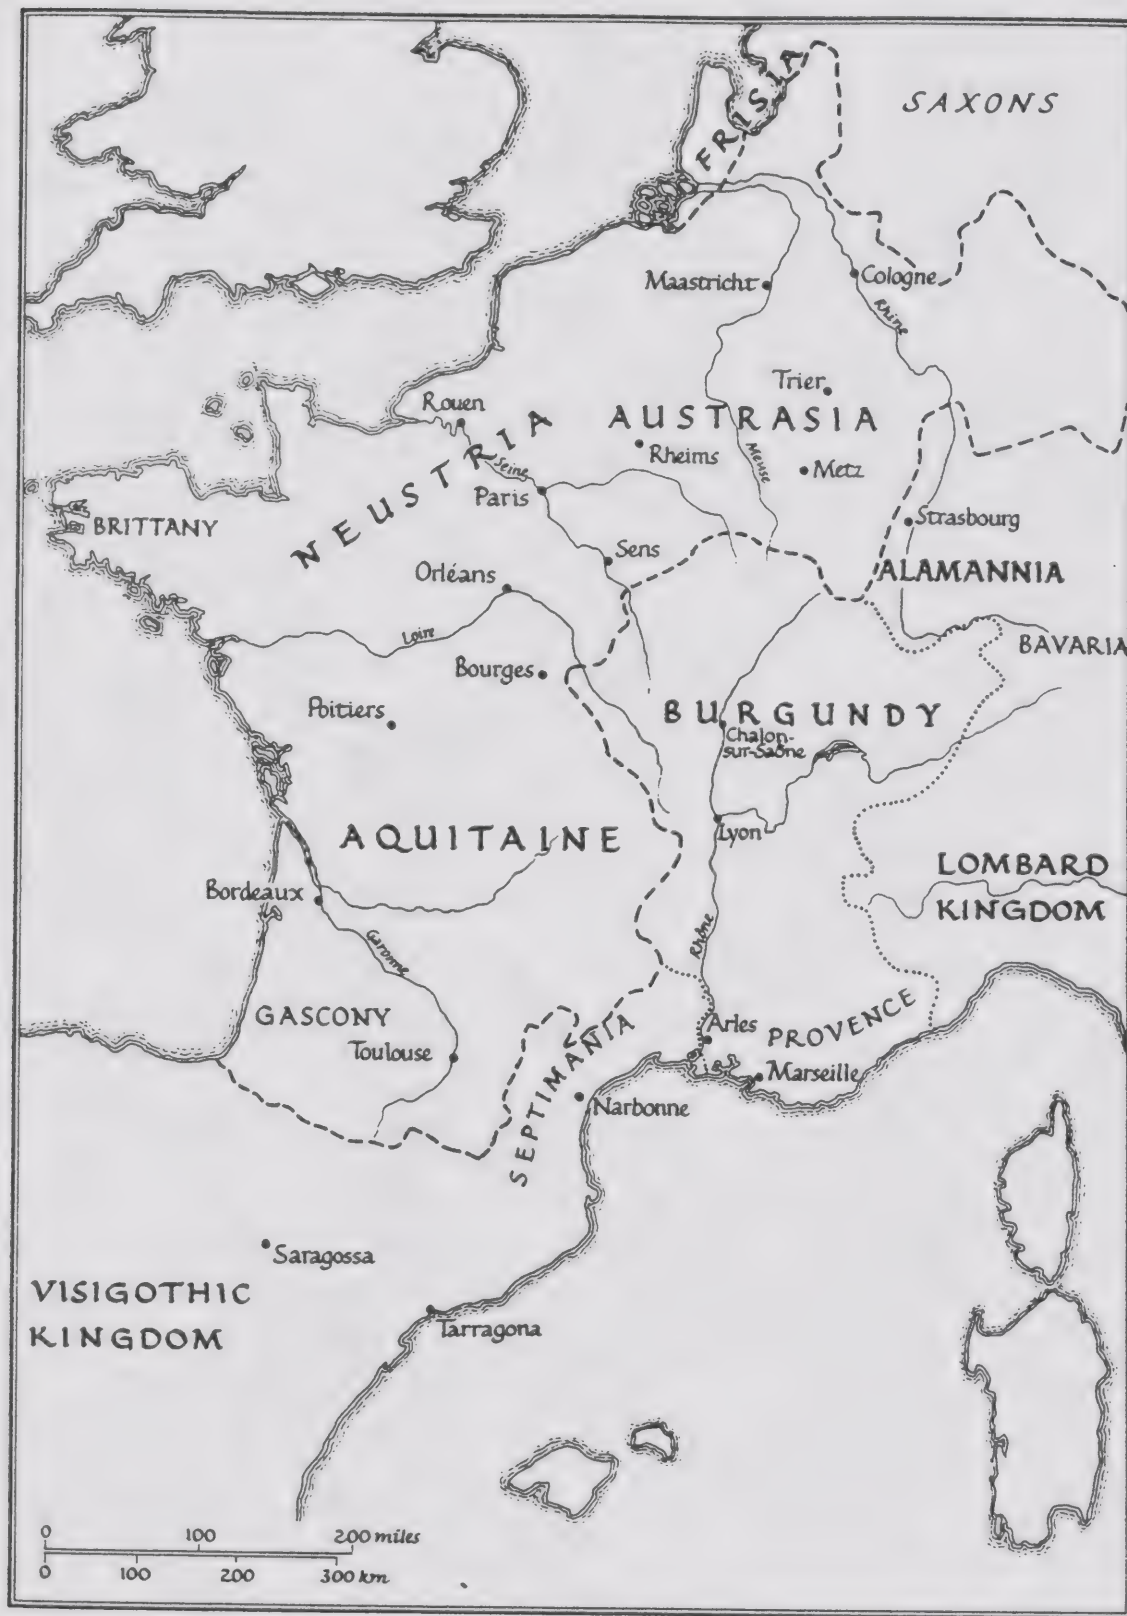 FRISIA
SAXONS
Maastricht
Cologne
Rhine
Trier
AUSTRASIA
Rouen
NEUSTRIA
Rheims
Meuse
Metz
Seine
Paris
BRITTANY
Strasbourg
Sens
Orléans
ALAMANNIA
Loire
BAVARIA
Bourges
Poitiers
BURGUNDY
Chalon-
sur-Saône
Lyon
AQUITAINE
LOMBARD
KINGDOM
Bordeaux
Garonne
Rhône
GASCONY
Toulouse
SEPTIMANIA
Arles
PROVENCE
Marseille
Narbonne
Saragossa
VISIGOTHIC
KINGDOM
Tarragona
0 100 200 miles
0 100 200 300 km